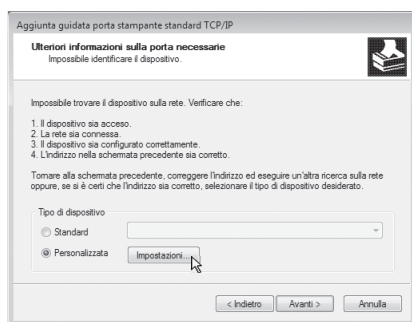 Aggiunta guidata porta stampante standard TCP/IP
Ulteriori informazioni sulla porta necessarie
Impossibile identificare il dispositivo.
Impossibile trovare il dispositivo sulla rete. Verificare che:
1. Il dispositivo sia acceso.
2. La rete sia connessa.
3. Il dispositivo sia configurato correttamente.
4. L'indirizzo nella schermata precedente sia corretto.
Tornare alla schermata precedente, correggere l'indirizzo ed eseguire un'altra ricerca sulla rete
oppure, se si è certi che l'indirizzo sia corretto, selezionare il tipo di dispositivo desiderato.
Tipo di dispositivo
Standard
Personalizzata
Impostazioni...
< Indietro
Avanti >
Annulla